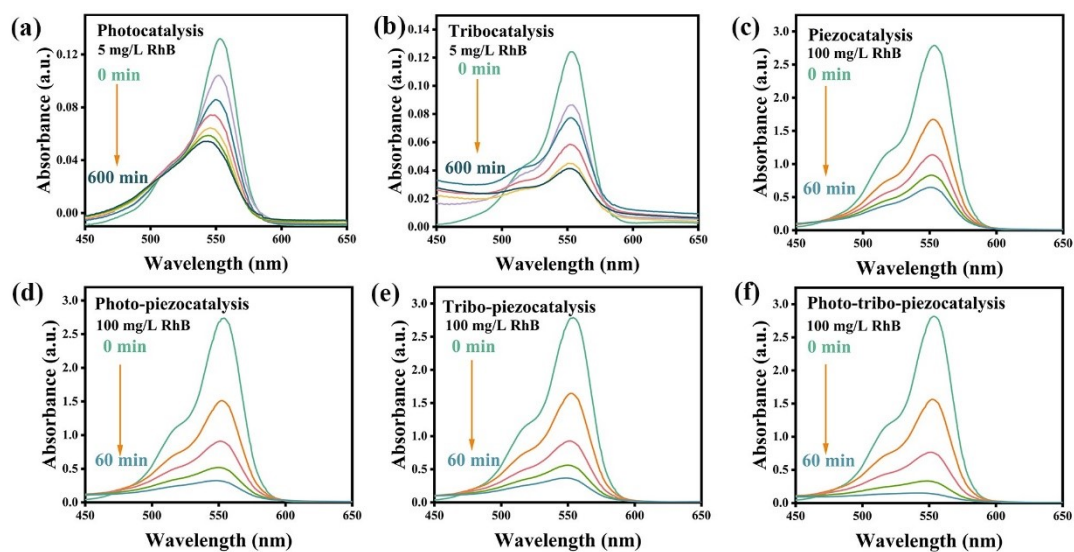 (a)
Photocatalysis
5 mg/L RhB
0 min
600 min
Absorbance (a.u.)
0.12
0.08
0.04
0.00
450 500 550 600 650
Wavelength (nm)
(b)
Tribocatalysis
5 mg/L RhB
0 min
600 min
Absorbance (a.u.)
0.14
0.12
0.10
0.08
0.06
0.04
0.02
0.00
450 500 550 600 650
Wavelength (nm)
(c)
Piezocatalysis
100 mg/L RhB
0 min
60 min
Absorbance (a.u.)
3.0
2.5
2.0
1.5
1.0
0.5
0.0
450 500 550 600 650
Wavelength (nm)
(d)
Photo-piezocatalysis
100 mg/L RhB
0 min
60 min
Absorbance (a.u.)
3.0
2.5
2.0
1.5
1.0
0.5
0.0
450 500 550 600 650
Wavelength (nm)
(e)
Tribo-piezocatalysis
100 mg/L RhB
0 min
60 min
Absorbance (a.u.)
3.0
2.5
2.0
1.5
1.0
0.5
0.0
450 500 550 600 650
Wavelength (nm)
(f)
Photo-tribo-piezocatalysis
100 mg/L RhB
0 min
60 min
Absorbance (a.u.)
3.0
2.5
2.0
1.5
1.0
0.5
0.0
450 500 550 600 650
Wavelength (nm)